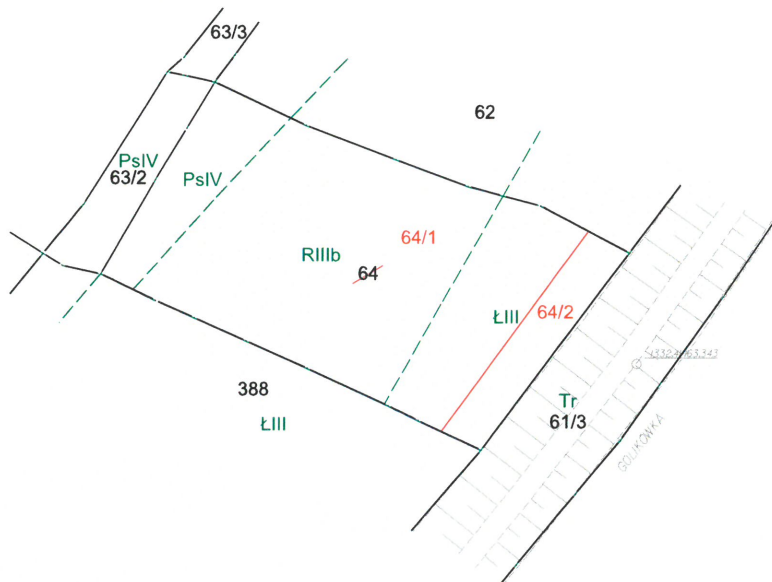 63/3
62
PsIV
63/2
PsIV
64/1
RIIIb
64
ŁIII
64/2
388
ŁIII
Tr
61/3
GOLIKOWKA